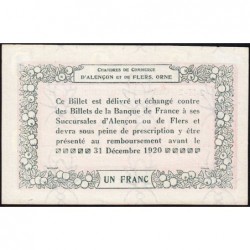 CHAMBRES DE COMMERCE
D'ALENÇON ET DE FLERS, ORNE
Ce Billet est délivré et échangé contre
des Billets de la Banque de France à ses
Succursales d'Alençon ou de Flers et
devra sous peine de prescription y être
présenté au remboursement avant le
31 Décembre 1920
UN FRANC